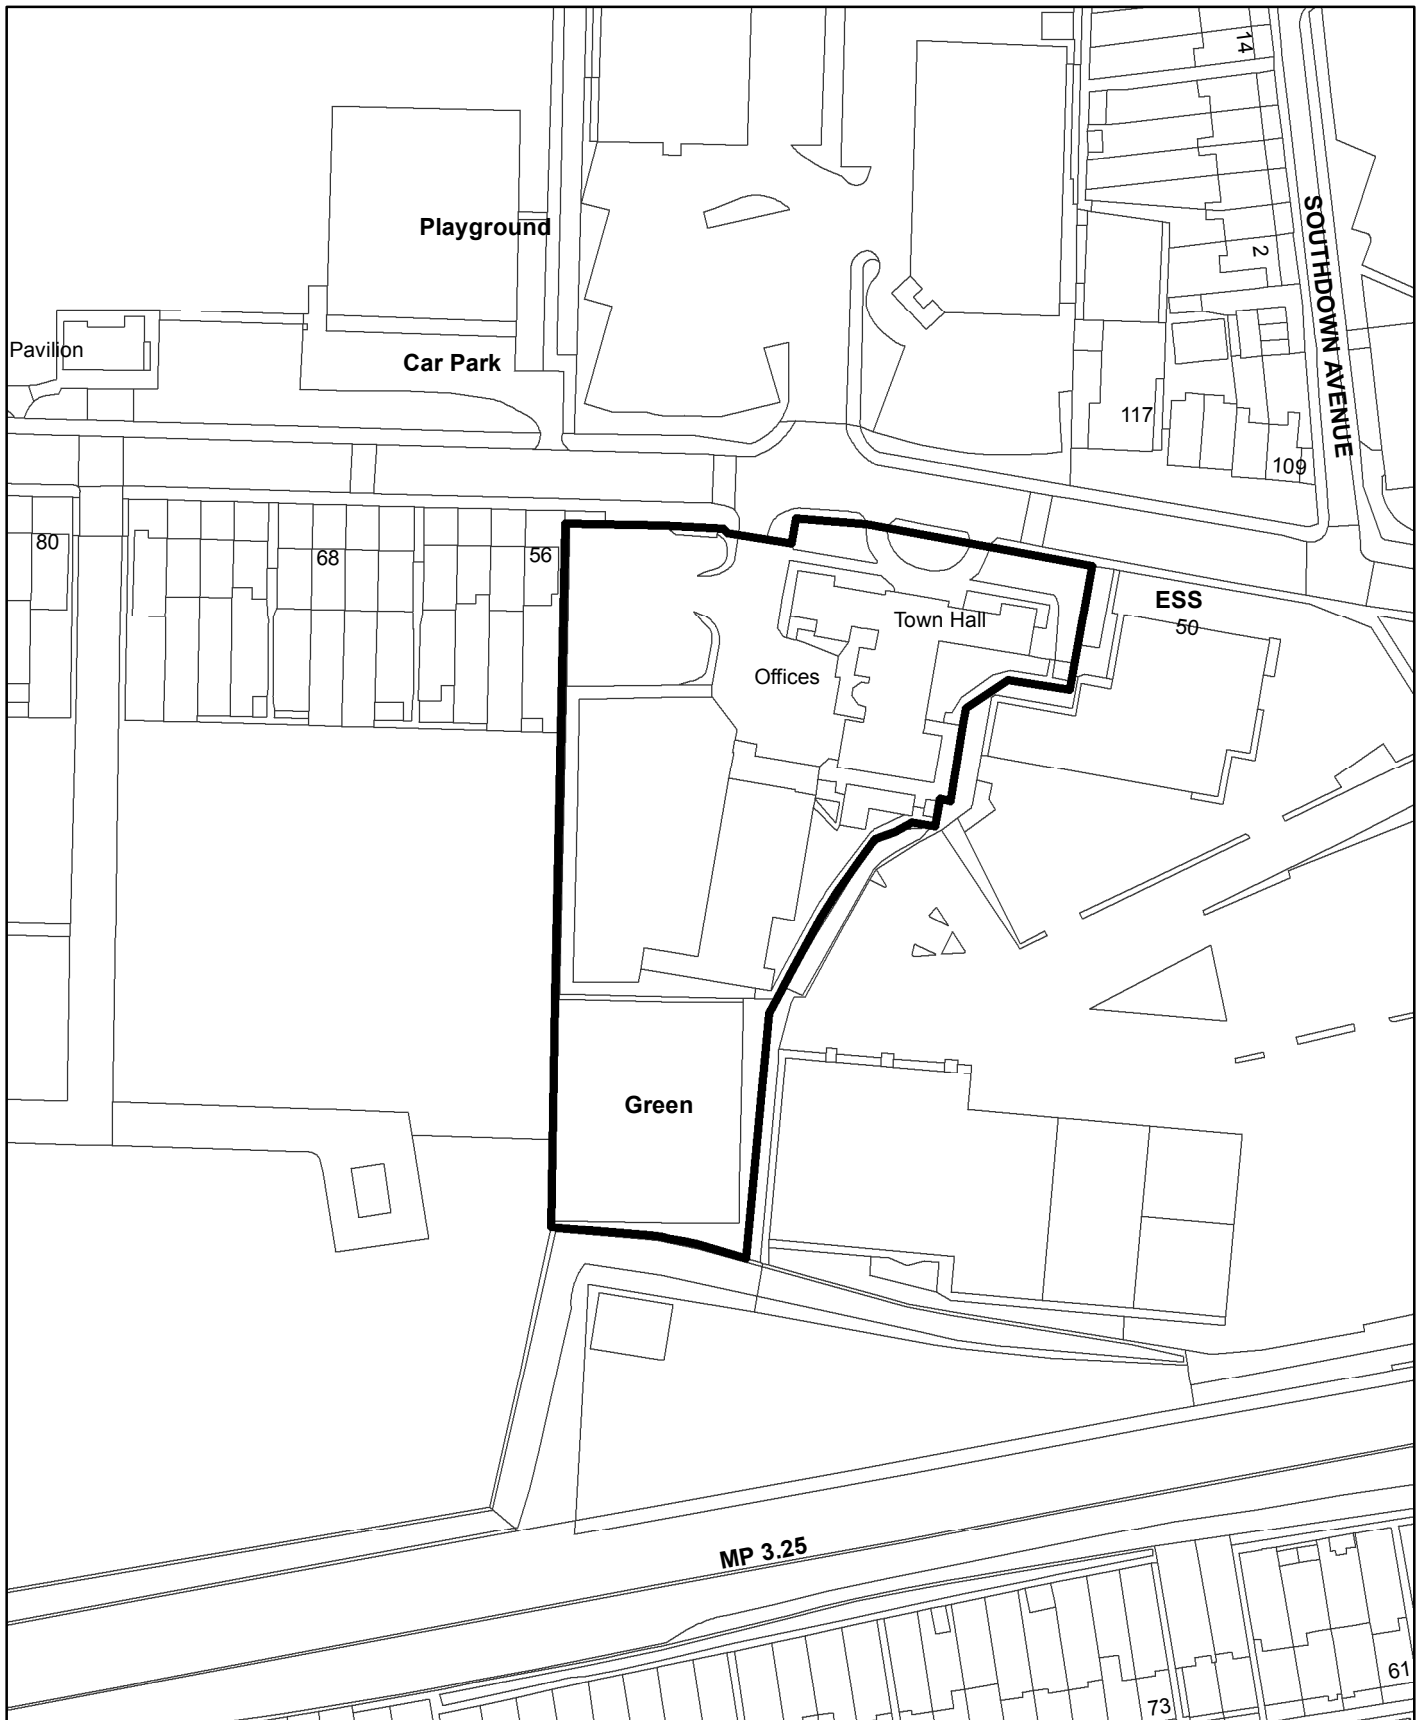 14
Playground
SOUTHDOWN AVENUE
2
Pavilion
Car Park
117
109
80
68
56
ESS
50
Town Hall
Offices
Green
MP 3.25
61
73